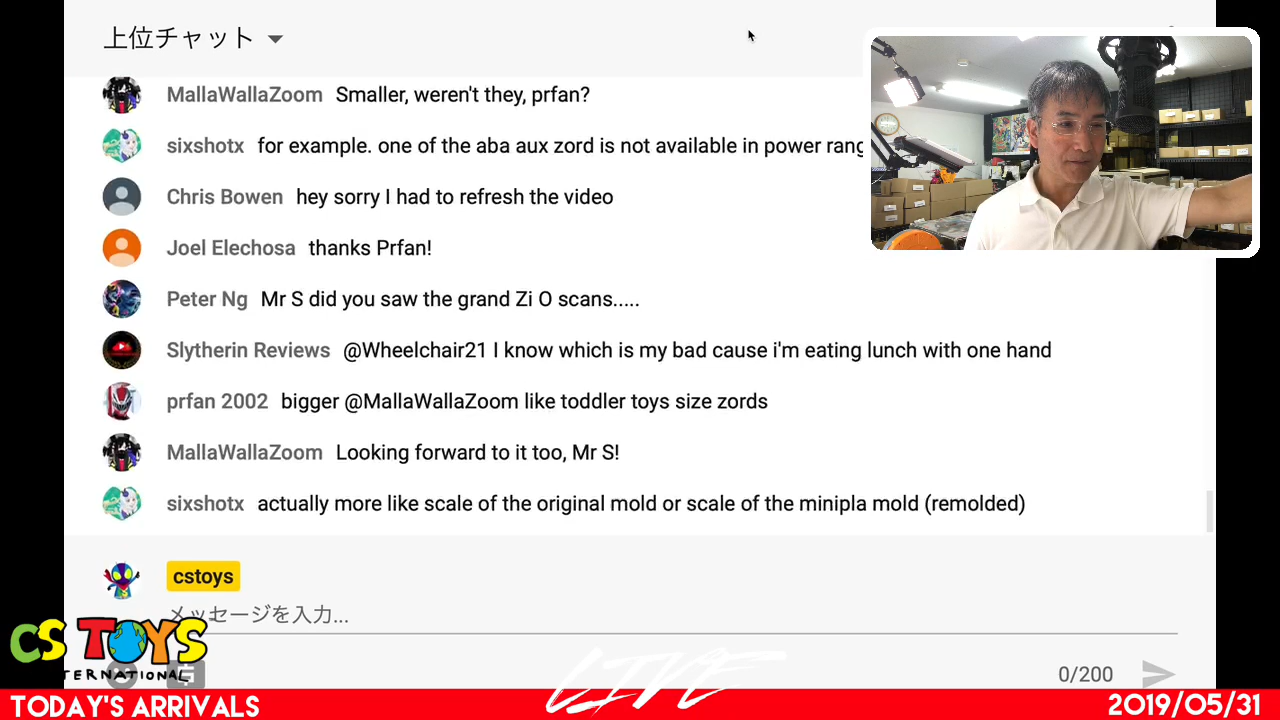 上位チャット
MallaWallaZoom Smaller, weren't they, prfan?
sixshotx for example. one of the aba aux zord is not available in power rang
Chris Bowen hey sorry I had to refresh the video
Joel Elechosa thanks Prfan!
Peter Ng Mr S did you saw the grand Zi O scans.....
Slytherin Reviews @Wheelchair21 I know which is my bad cause i'm eating lunch with one hand
prfan 2002 bigger @MallaWallaZoom like toddler toys size zords
MallaWallaZoom Looking forward to it too, Mr S!
sixshotx actually more like scale of the original mold or scale of the minipla mold (remolded)
cstoys
メッセージを入力...
CS TOYS
INTERNATIONAL
LIVE
0/200
TODAY'S ARRIVALS
2019/05/31